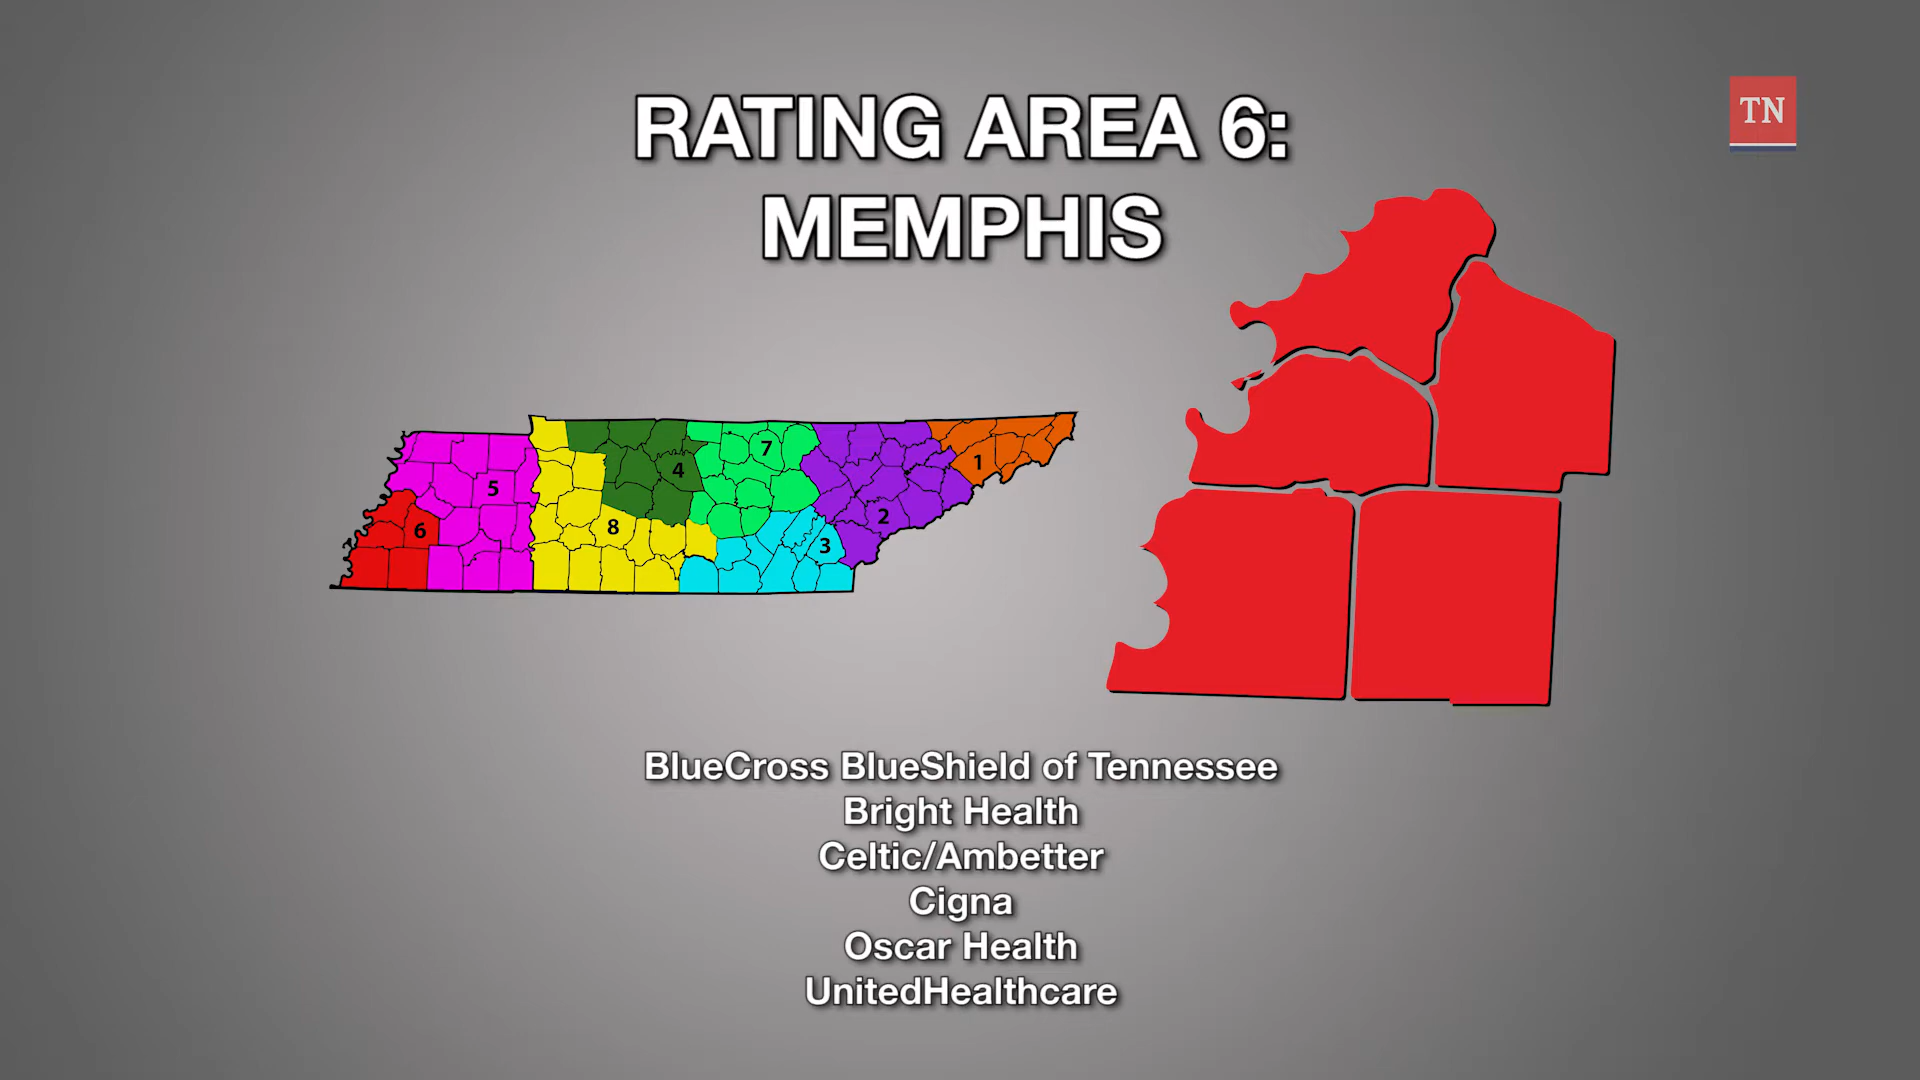 RATING AREA 6:
MEMPHIS
TN
5
6
8
4
7
3
2
1
BlueCross BlueShield of Tennessee
Bright Health
Celtic/Ambetter
Cigna
Oscar Health
UnitedHealthcare